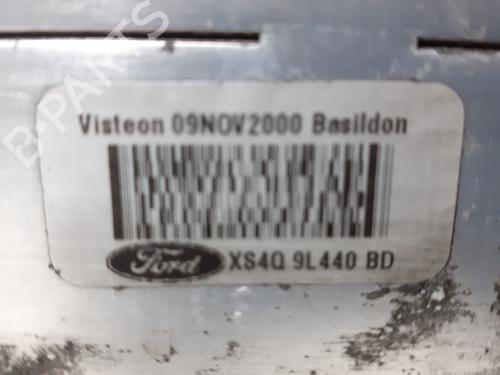 B-PARTS
Visteon 09NOV2000 Basildon
Ford XS4Q 9L440 BD